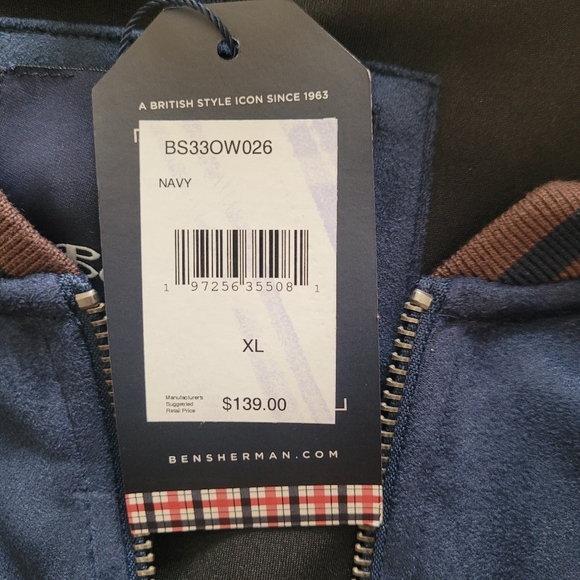 A BRITISH STYLE ICON SINCE 1963
BS33OW026
NAVY
1 97256 35508 1
XL
Manufacturer's
Suggested
Retail Price
$139.00
BENSHERMAN.COM